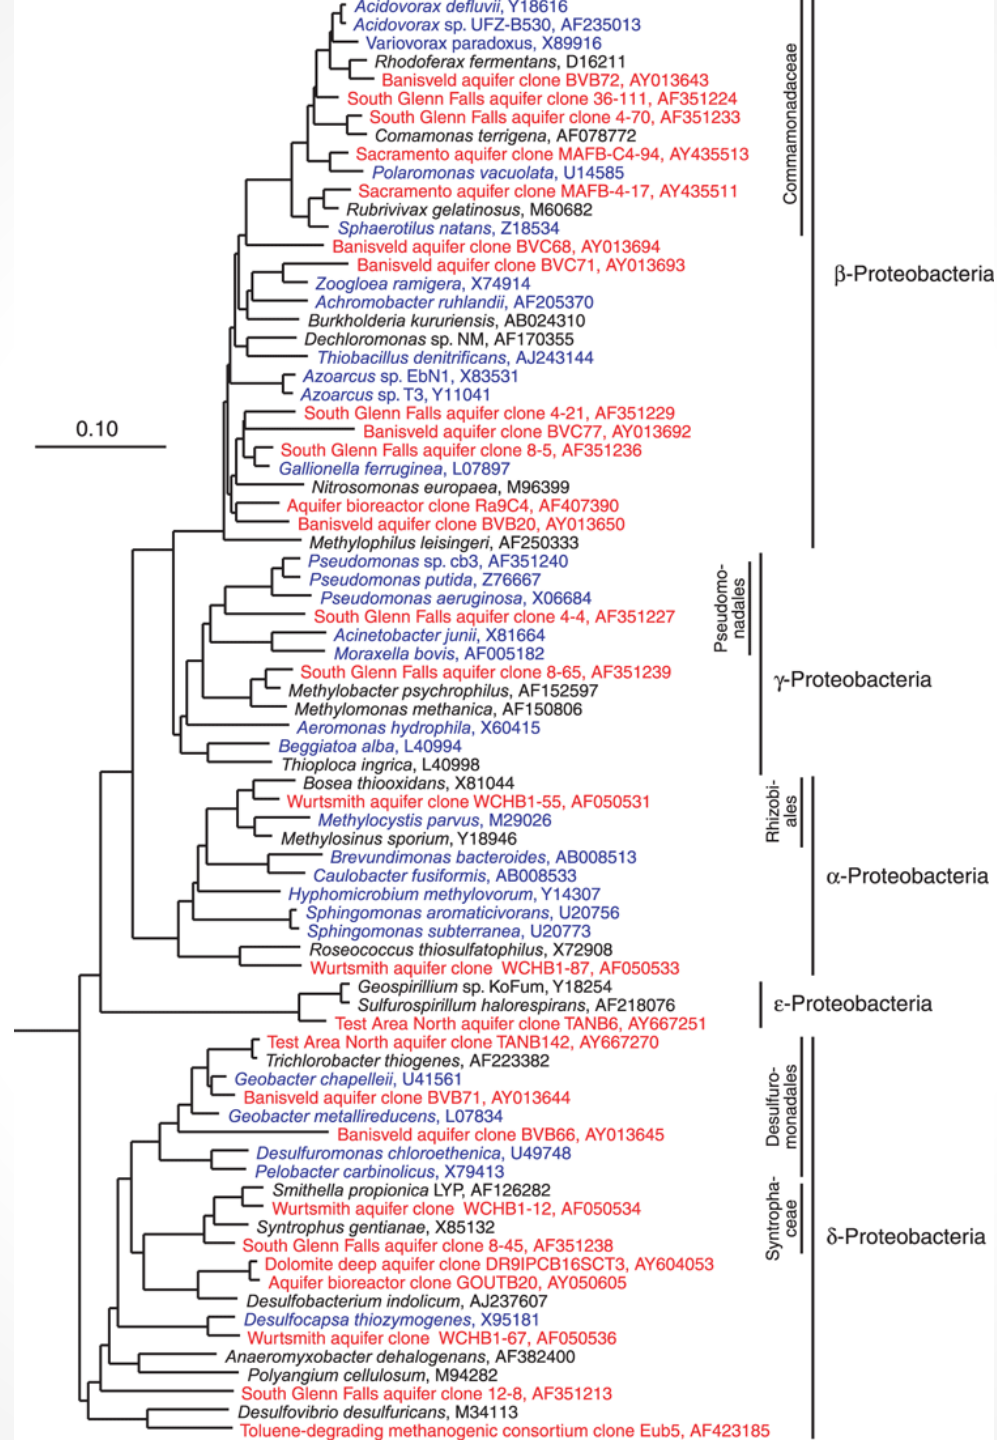 Acidovorax defluvii, Y18616
Acidovorax sp. UFZ-B530, AF235013
Variovorax paradoxus, X89916
Rhodoferax fermentans, D16211
Banisveld aquifer clone BVB72, AY013643
South Glenn Falls aquifer clone 36-111, AF351224
South Glenn Falls aquifer clone 4-70, AF351233
Comamonas terrigena, AF078772
Sacramento aquifer clone MAFB-C4-94, AY435513
Polaromonas vacuolata, U14585
Sacramento aquifer clone MAFB-4-17, AY435511
Rubrivivax gelatinosus, M60682
Sphaerotilus natans, Z18534
Commamonadaceae
Banisveld aquifer clone BVC68, AY013694
Banisveld aquifer clone BVC71, AY013693
β-Proteobacteria
Zoogloea ramigera, X74914
Achromobacter ruhlandii, AF205370
Burkholderia kururiensis, AB024310
Dechloromonas sp. NM, AF170355
Thiobacillus denitrificans, AJ243144
Azoarcus sp. EbN1, X83531
Azoarcus sp. T3, Y11041
South Glenn Falls aquifer clone 4-21, AF351229
0.10
Banisveld aquifer clone BVC77, AY013692
South Glenn Falls aquifer clone 8-5, AF351236
Gallionella ferruginea, L07897
Nitrosomonas europaea, M96399
Aquifer bioreactor clone Ra9C4, AF407390
Banisveld aquifer clone BVB20, AY013650
Methylophilus leisingeri, AF250333
Pseudomonas sp. cb3, AF351240
Pseudomonas putida, Z76667
Pseudomonas aeruginosa, X06684
South Glenn Falls aquifer clone 4-4, AF351227
Acinetobacter junii, X81664
Moraxella bovis, AF005182
Pseudomo-
nadales
South Glenn Falls aquifer clone 8-65, AF351239
γ-Proteobacteria
Methylobacter psychrophilus, AF152597
Methylomonas methanica, AF150806
Aeromonas hydrophila, X60415
Beggiatoa alba, L40994
Thioploca ingrica, L40998
Bosea thiooxidans, X81044
Wurtsmith aquifer clone WCHB1-55, AF050531
Methylocystis parvus, M29026
Methylosinus sporium, Y18946
Rhizobi-
ales
Brevundimonas bacteroides, AB008513
Caulobacter fusiformis, AB008533
α-Proteobacteria
Hyphomicrobium methylovorum, Y14307
Sphingomonas aromaticivorans, U20756
Sphingomonas subterranea, U20773
Roseococcus thiosulfatophilus, X72908
Wurtsmith aquifer clone WCHB1-87, AF050533
Geospirillium sp. KoFum, Y18254
Sulfurospirillum halorespirans, AF218076
ε-Proteobacteria
Test Area North aquifer clone TANB6, AY667251
Test Area North aquifer clone TANB142, AY667270
Trichlorobacter thiogenes, AF223382
Geobacter chapelleii, U41561
Banisveld aquifer clone BVB71, AY013644
Geobacter metallireducens, L07834
Banisveld aquifer clone BVB66, AY013645
Desulfuromonas chloroethenica, U49748
Pelobacter carbinolicus, X79413
Desulfuro-
monadales
Smithella propionica LYP, AF126282
Wurtsmith aquifer clone WCHB1-12, AF050534
Syntrophus gentianae, X85132
South Glenn Falls aquifer clone 8-45, AF351238
Syntropha-
ceae
δ-Proteobacteria
Dolomite deep aquifer clone DR9IPCB16SCT3, AY604053
Aquifer bioreactor clone GOUTB20, AY050605
Desulfobacterium indolicum, AJ237607
Desulfocapsa thiozymogenes, X95181
Wurtsmith aquifer clone WCHB1-67, AF050536
Anaeromyxobacter dehalogenans, AF382400
Polyangium cellulosum, M94282
South Glenn Falls aquifer clone 12-8, AF351213
Desulfovibrio desulfuricans, M34113
Toluene-degrading methanogenic consortium clone Eub5, AF423185